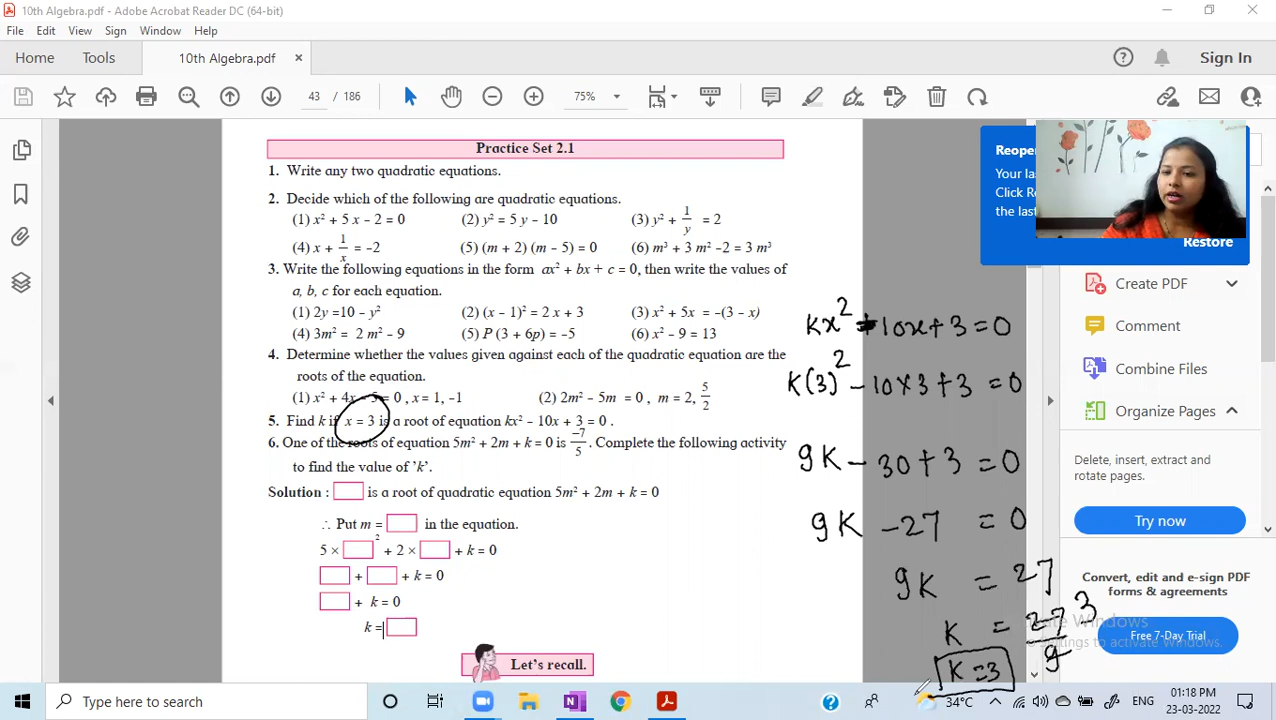 10th Algebra.pdf - Adobe Acrobat Reader DC (64-bit)
File Edit View Sign Window Help
Home Tools 10th Algebra.pdf × Sign In
43 / 186 75%
Practice Set 2.1
1. Write any two quadratic equations.
2. Decide which of the following are quadratic equations.
(1) x² + 5 x - 2 = 0 (2) y² = 5 y - 10 (3) y² + 1/y = 2
(4) x + 1/x = -2 (5) (m + 2) (m - 5) = 0 (6) m³ + 3 m² -2 = 3 m³
3. Write the following equations in the form ax² + bx + c = 0, then write the values of
a, b, c for each equation.
(1) 2y =10 - y² (2) (x - 1)² = 2 x + 3 (3) x² + 5x = -(3 - x)
(4) 3m² = 2 m² - 9 (5) P (3 + 6p) = -5 (6) x² - 9 = 13
4. Determine whether the values given against each of the quadratic equation are the
roots of the equation.
(1) x² + 4x - 5 = 0 , x = 1, -1 (2) 2m² - 5m = 0 , m = 2, 5/2
5. Find k if x = 3 is a root of equation kx² - 10x + 3 = 0 .
6. One of the roots of equation 5m² + 2m + k = 0 is -7/5. Complete the following activity
to find the value of 'k'.
Solution : is a root of quadratic equation 5m² + 2m + k = 0
∴ Put m = in the equation.
5 × ² + 2 × + k = 0
+ + k = 0
+ k = 0
k =
Let's recall.
kx² - 10x + 3 = 0
K(3)² - 10×3 + 3 = 0
9K - 30 + 3 = 0
9K - 27 = 0
9K = 27
K = 27/9 3
K = 3
Reope
Your la
the last
Restore
Create PDF
Comment
Combine Files
Organize Pages
Delete, insert, extract and
rotate pages.
Try now
Convert, edit and e-sign PDF
forms & agreements
Free 7-Day Trial
Type here to search
34°C ENG 01:18 PM
23-03-2022